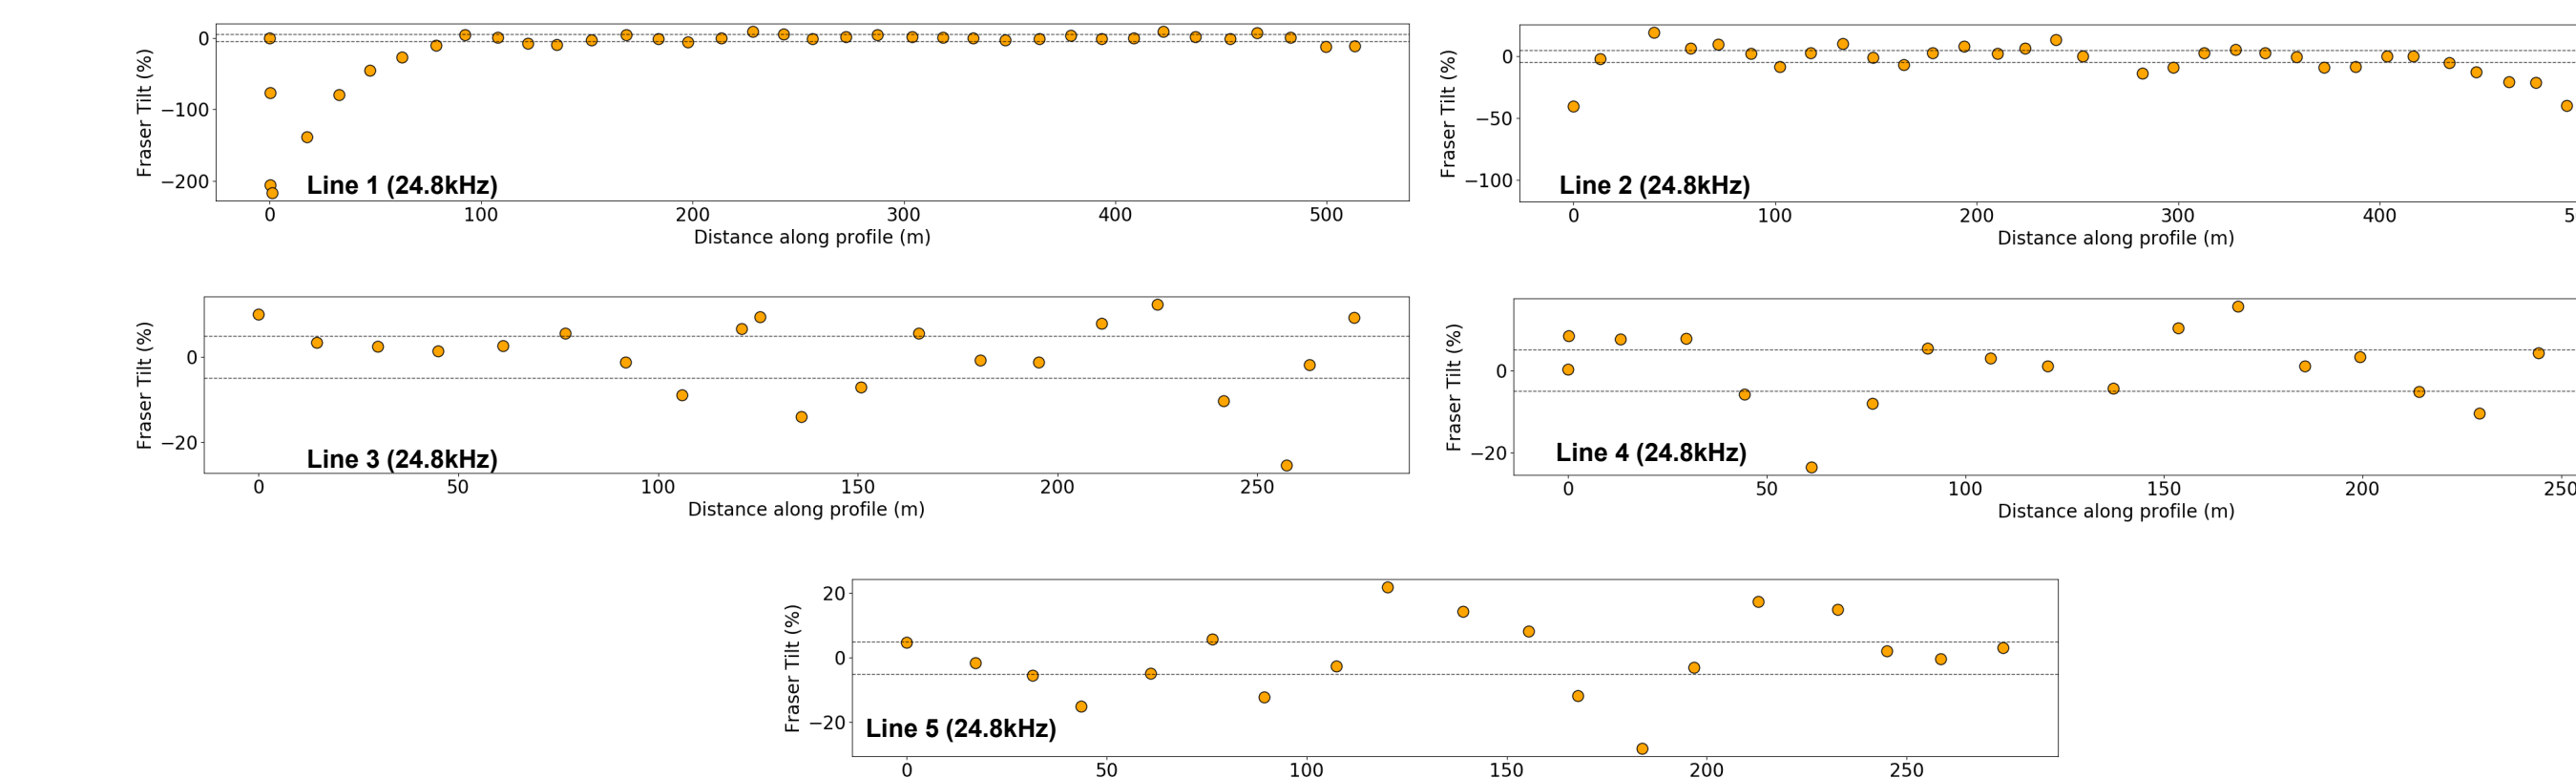 Fraser Tilt (%)
0
−100
−200
Line 1 (24.8kHz)
0 100 200 300 400 500
Distance along profile (m)
Fraser Tilt (%)
0
−50
−100
Line 2 (24.8kHz)
0 100 200 300 400 5
Distance along profile (m)
Fraser Tilt (%)
0
−20
Line 3 (24.8kHz)
0 50 100 150 200 250
Distance along profile (m)
Fraser Tilt (%)
0
−20
Line 4 (24.8kHz)
0 50 100 150 200 250
Distance along profile (m)
Fraser Tilt (%)
20
0
−20
Line 5 (24.8kHz)
0 50 100 150 200 250